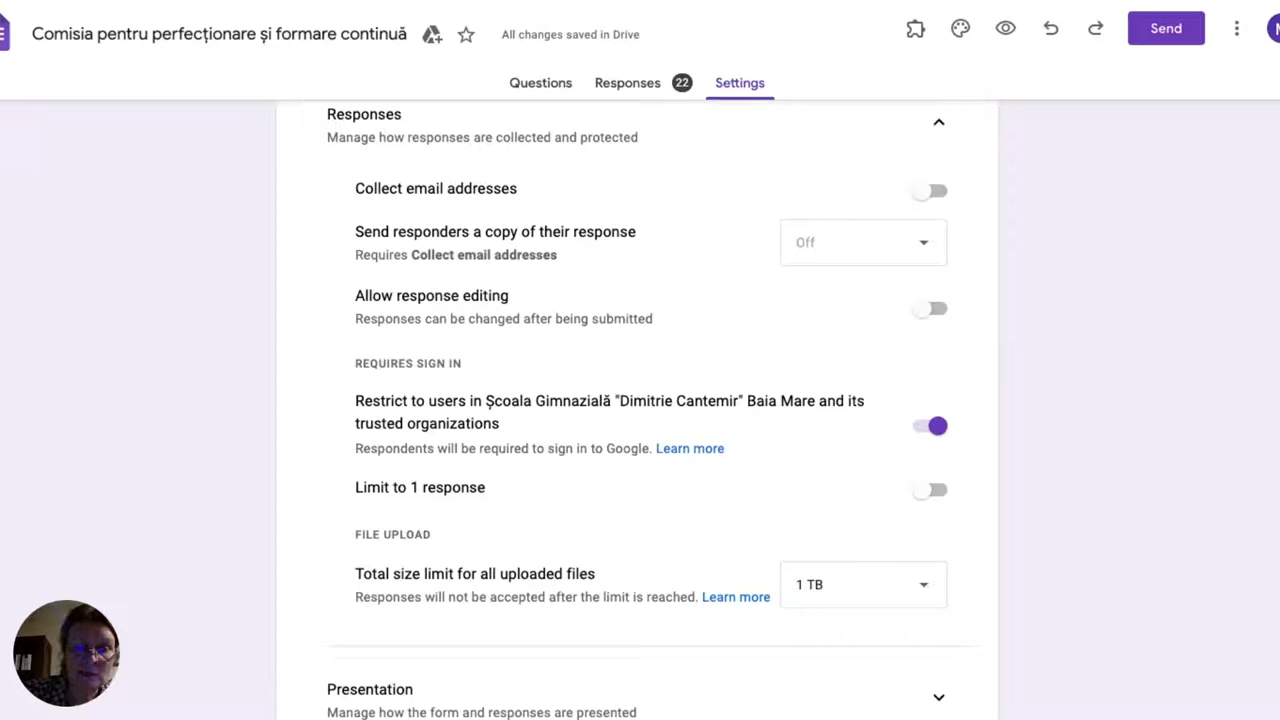 Comisia pentru perfecționare și formare continuă
All changes saved in Drive
Send
Questions
Responses 22
Settings
Responses
Manage how responses are collected and protected
Collect email addresses
Send responders a copy of their response
Off
Requires Collect email addresses
Allow response editing
Responses can be changed after being submitted
REQUIRES SIGN IN
Restrict to users in Școala Gimnazială "Dimitrie Cantemir" Baia Mare and its
trusted organizations
Respondents will be required to sign in to Google. Learn more
Limit to 1 response
FILE UPLOAD
Total size limit for all uploaded files
1 TB
Responses will not be accepted after the limit is reached. Learn more
Presentation
Manage how the form and responses are presented